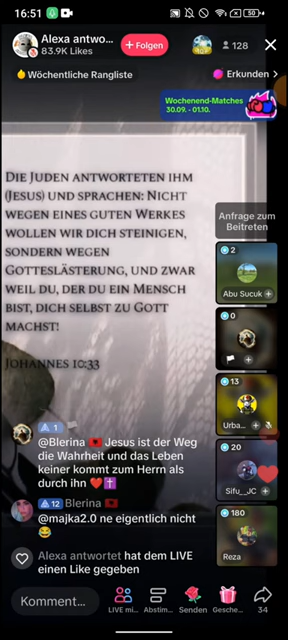 16:51
50
Alexa antwo...
83.9K Likes
+ Folgen
10.9.
128
Wöchentliche Rangliste
Erkunden >
Wochenend-Matches
30.09. - 01.10.
Die Juden antworteten ihm
(Jesus) und sprachen: Nicht
wegen eines guten Werkes
wollen wir dich steinigen,
sondern wegen
Gotteslästerung, und zwar
weil du, der du ein Mensch
bist, dich selbst zu Gott
machst!
Johannes 10:33
Anfrage zum
Beitreten
2
Abu Sucuk
0
13
Urba...
20
Sifu_.JC
180
Reza
1
@Blerina 🇦🇱 Jesus ist der Weg
die Wahrheit und das Leben
keiner kommt zum Herrn als
durch ihn ❤️✝️
12 Blerina 🇦🇱
@majka2.0 ne eigentlich nicht
😂
Alexa antwortet hat dem LIVE
einen Like gegeben
Komment...
LIVE mi...
Abstim...
Senden
Gesche...
34